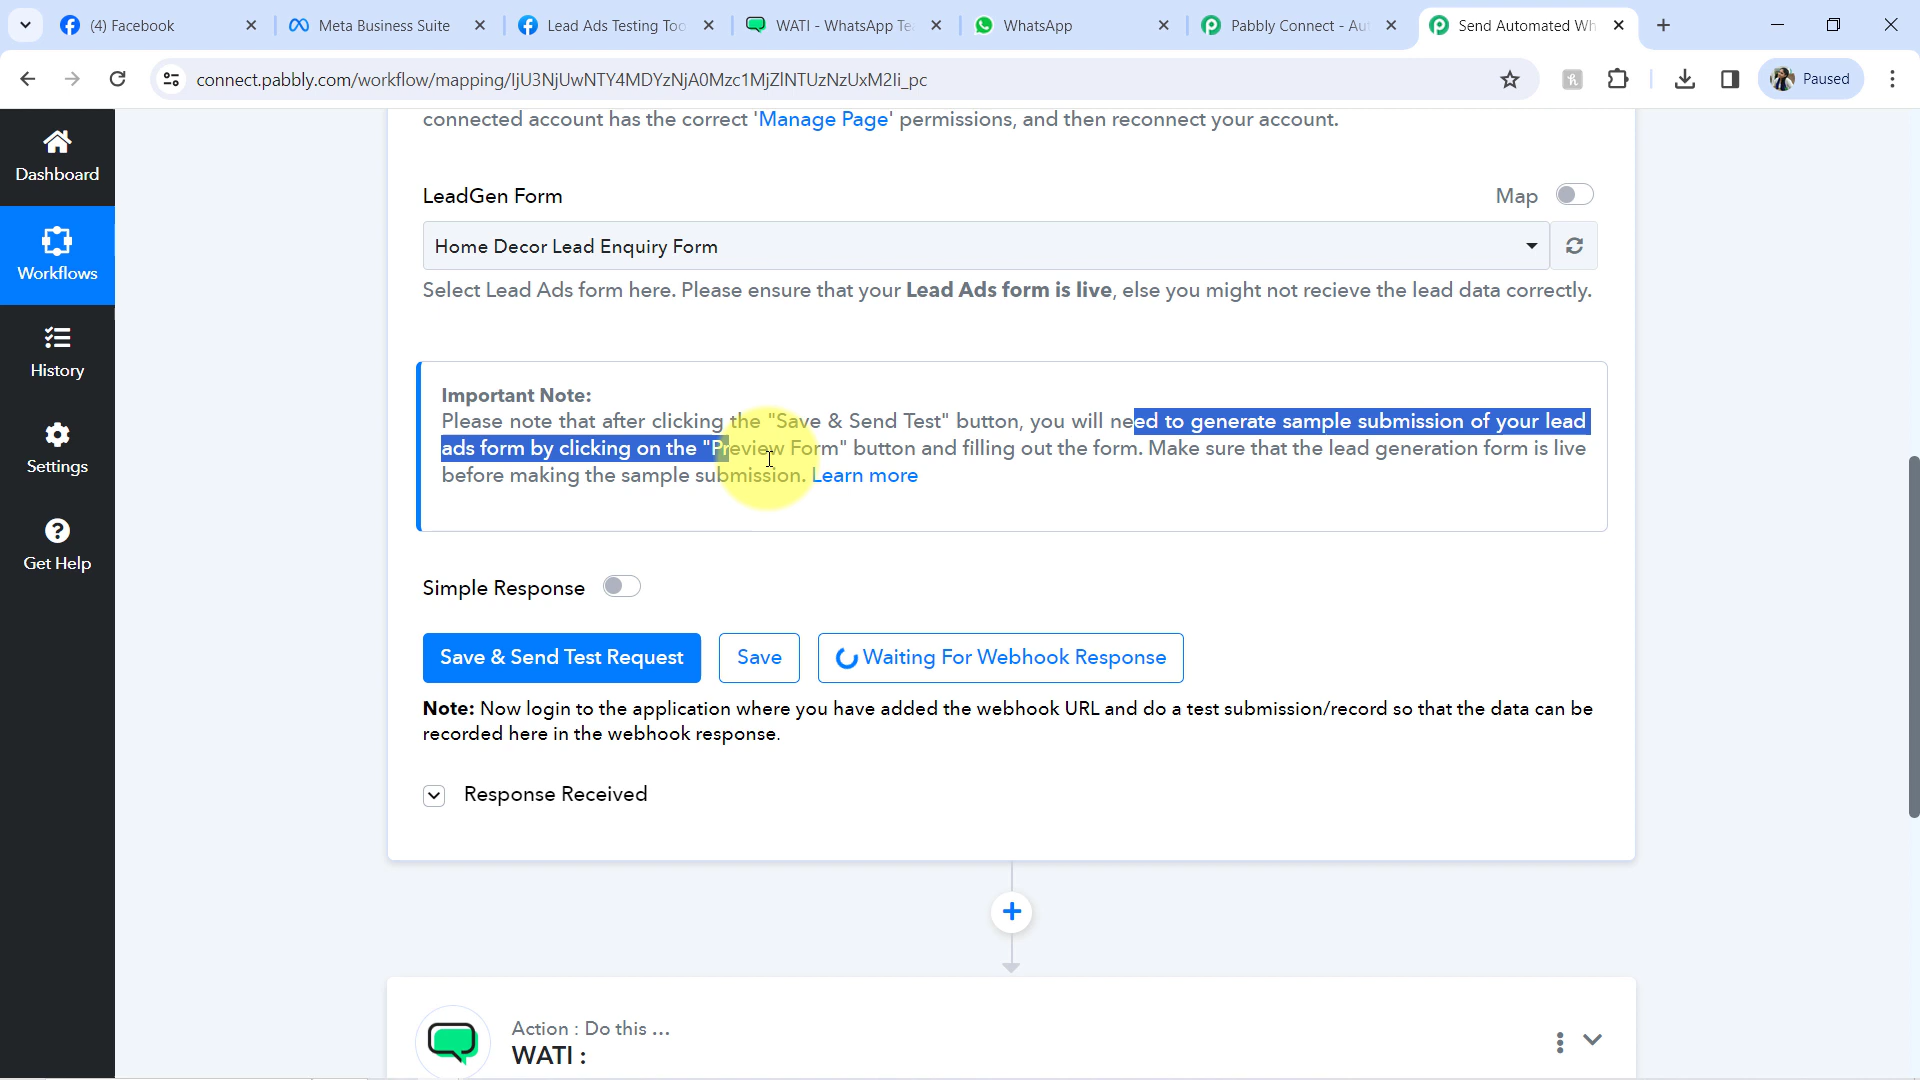 (4) Facebook
Meta Business Suite
Lead Ads Testing Too
WATI - WhatsApp Te
WhatsApp
Pabbly Connect - Aut
Send Automated Wh
connect.pabbly.com/workflow/mapping/IjU3NjUwNTY4MDYzNjA0Mzc1MjZlNTUzNzUxM2Ii_pc
Paused
Dashboard
Workflows
History
Settings
Get Help
connected account has the correct 'Manage Page' permissions, and then reconnect your account.
LeadGen Form
Map
Home Decor Lead Enquiry Form
Select Lead Ads form here. Please ensure that your Lead Ads form is live, else you might not recieve the lead data correctly.
Important Note:
Please note that after clicking the "Save & Send Test" button, you will need to generate sample submission of your lead
ads form by clicking on the "Preview Form" button and filling out the form. Make sure that the lead generation form is live
before making the sample submission. Learn more
Simple Response
Save & Send Test Request
Save
Waiting For Webhook Response
Note: Now login to the application where you have added the webhook URL and do a test submission/record so that the data can be
recorded here in the webhook response.
Response Received
Action : Do this ...
WATI :